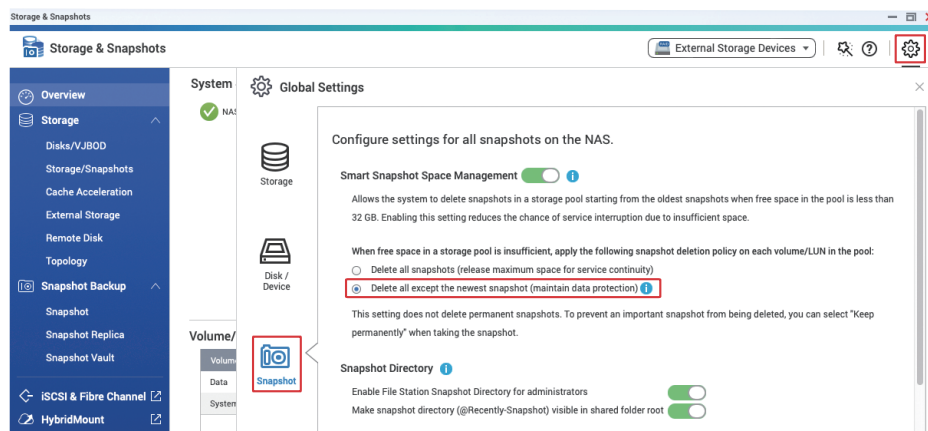 Storage & Snapshots
Storage & Snapshots
External Storage Devices
Overview
Storage
Disks/VJBOD
Storage/Snapshots
Cache Acceleration
External Storage
Remote Disk
Topology
Snapshot Backup
Snapshot
Snapshot Replica
Snapshot Vault
iSCSI & Fibre Channel
HybridMount
System
NAS
Volume/
Data
System
Global Settings
Storage
Disk /
Device
Snapshot
Configure settings for all snapshots on the NAS.
Smart Snapshot Space Management
Allows the system to delete snapshots in a storage pool starting from the oldest snapshots when free space in the pool is less than
32 GB. Enabling this setting reduces the chance of service interruption due to insufficient space.
When free space in a storage pool is insufficient, apply the following snapshot deletion policy on each volume/LUN in the pool:
Delete all snapshots (release maximum space for service continuity)
Delete all except the newest snapshot (maintain data protection)
This setting does not delete permanent snapshots. To prevent an important snapshot from being deleted, you can select "Keep
permanently" when taking the snapshot.
Snapshot Directory
Enable File Station Snapshot Directory for administrators
Make snapshot directory (@Recently-Snapshot) visible in shared folder root